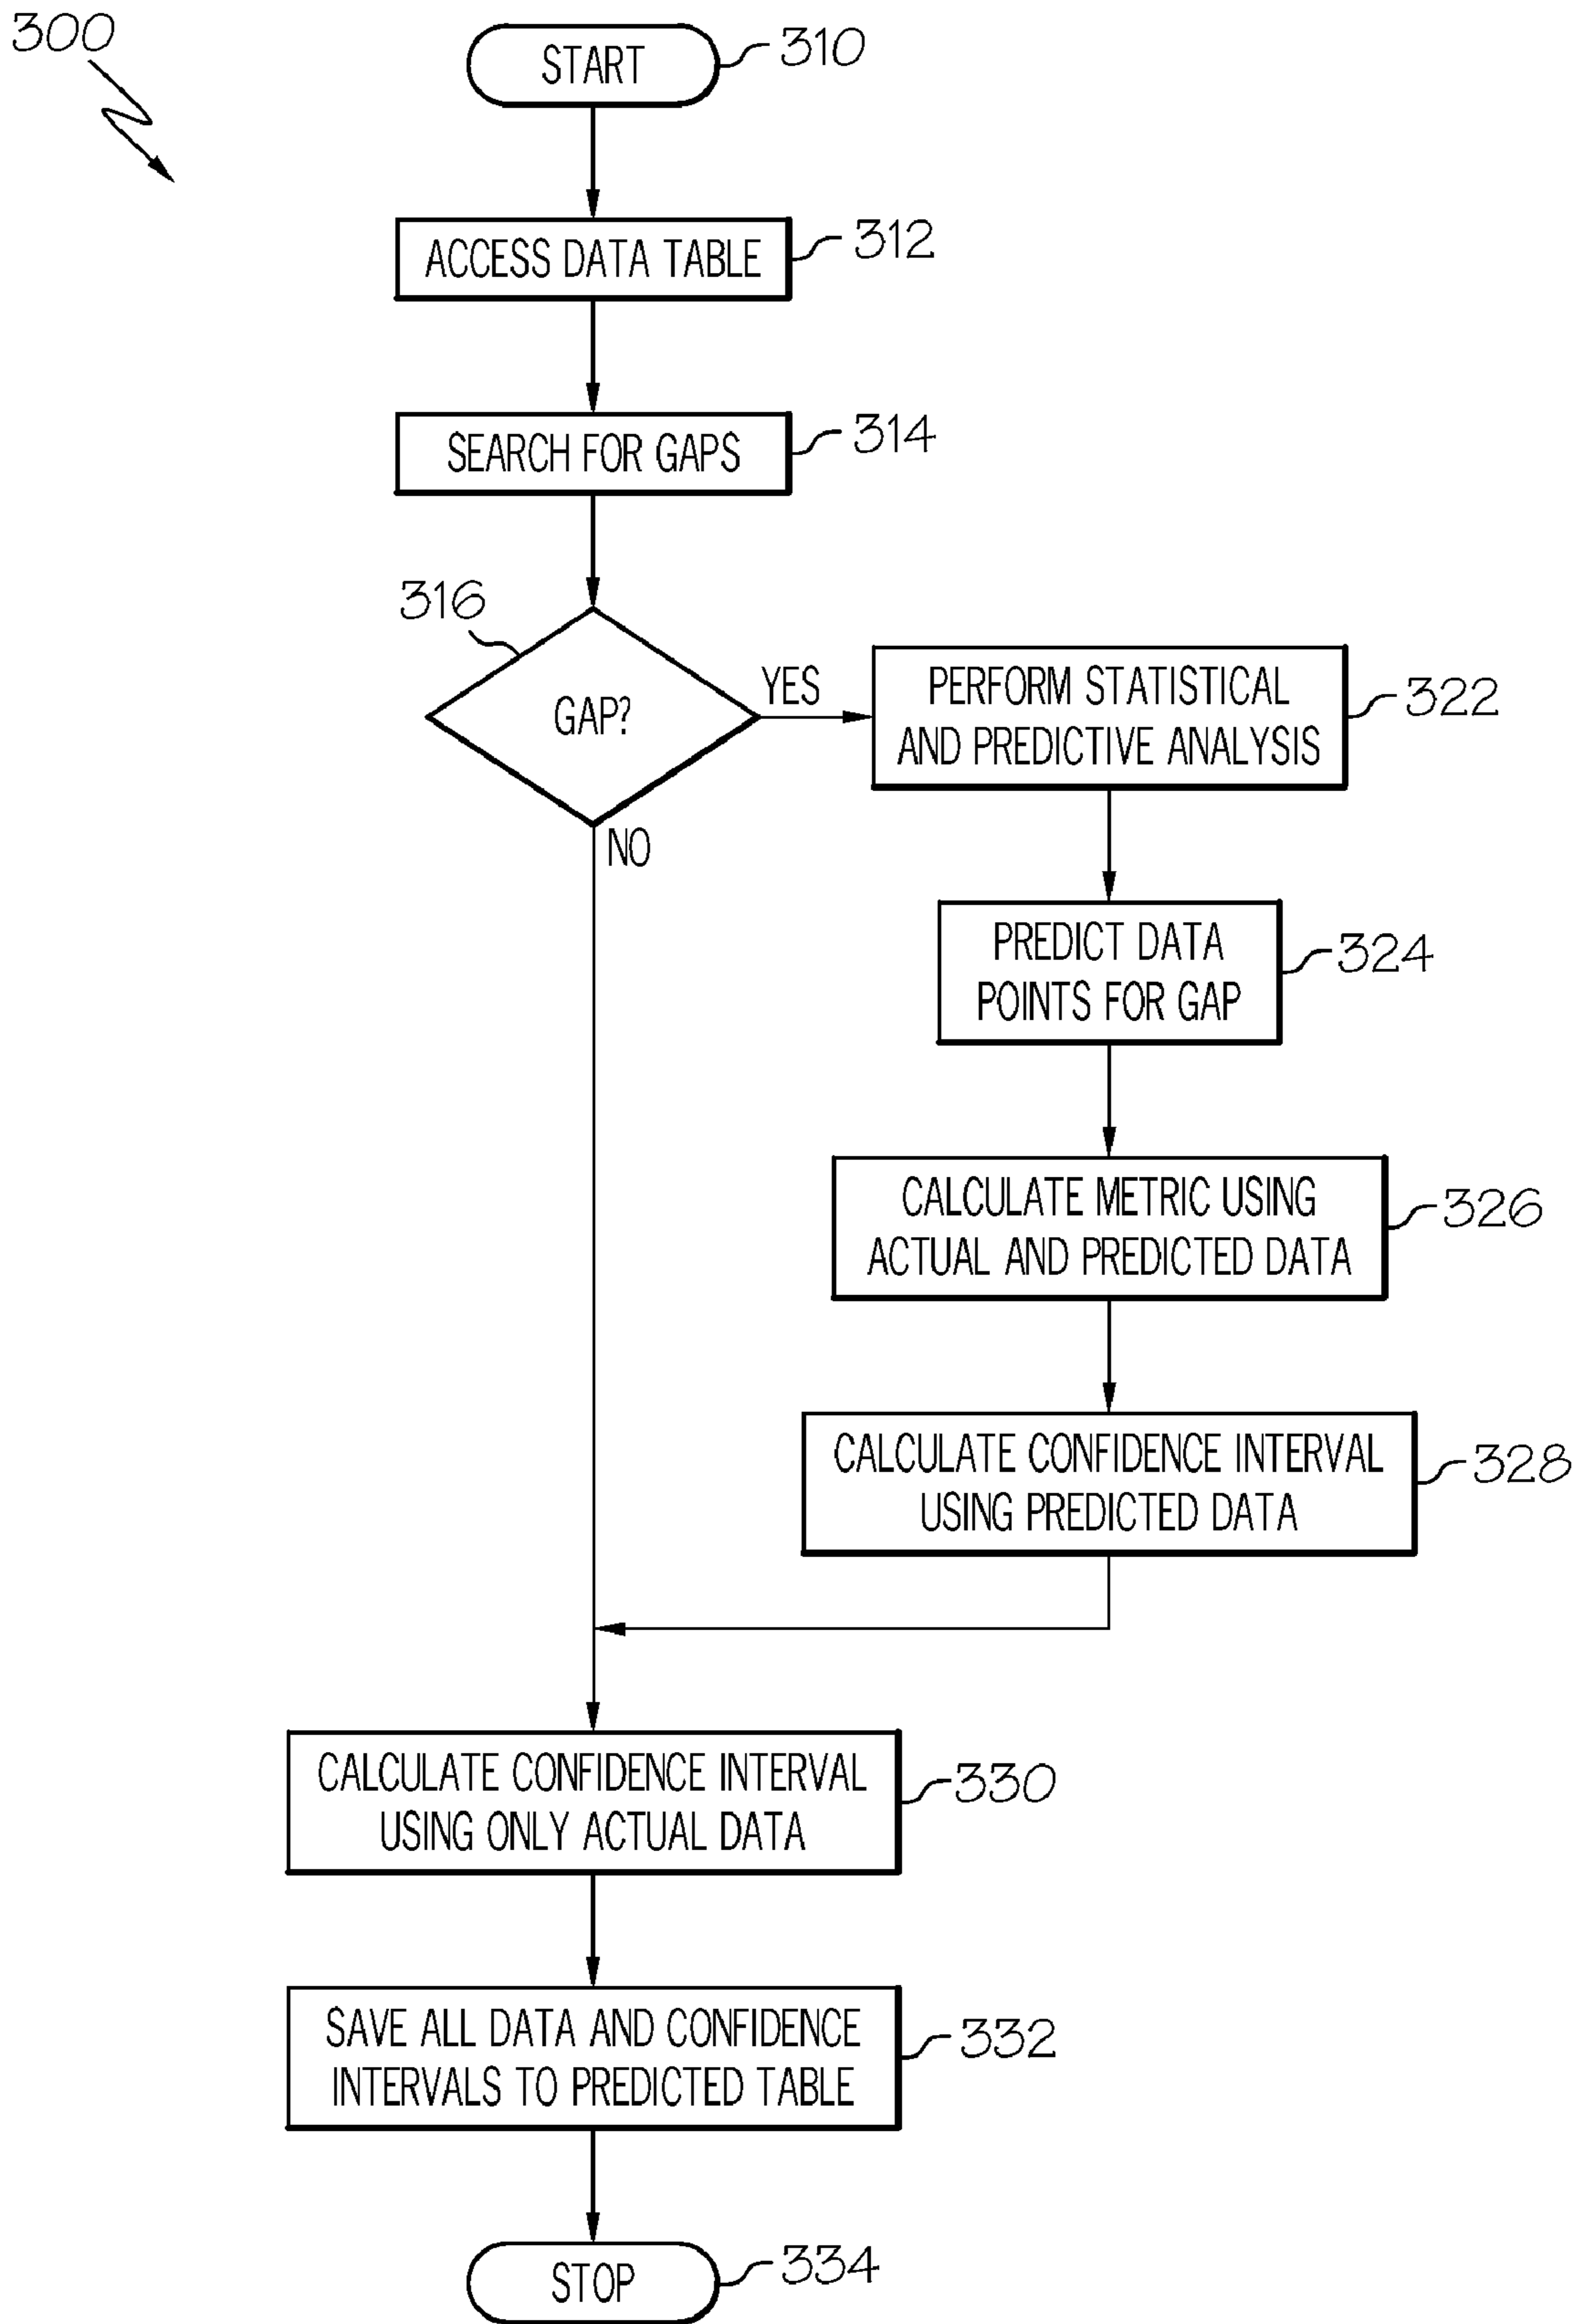 300
START
310
ACCESS DATA TABLE
312
SEARCH FOR GAPS
314
316
GAP?
YES
NO
PERFORM STATISTICAL
AND PREDICTIVE ANALYSIS
322
PREDICT DATA
POINTS FOR GAP
324
CALCULATE METRIC USING
ACTUAL AND PREDICTED DATA
326
CALCULATE CONFIDENCE INTERVAL
USING PREDICTED DATA
328
CALCULATE CONFIDENCE INTERVAL
USING ONLY ACTUAL DATA
330
SAVE ALL DATA AND CONFIDENCE
INTERVALS TO PREDICTED TABLE
332
STOP
334